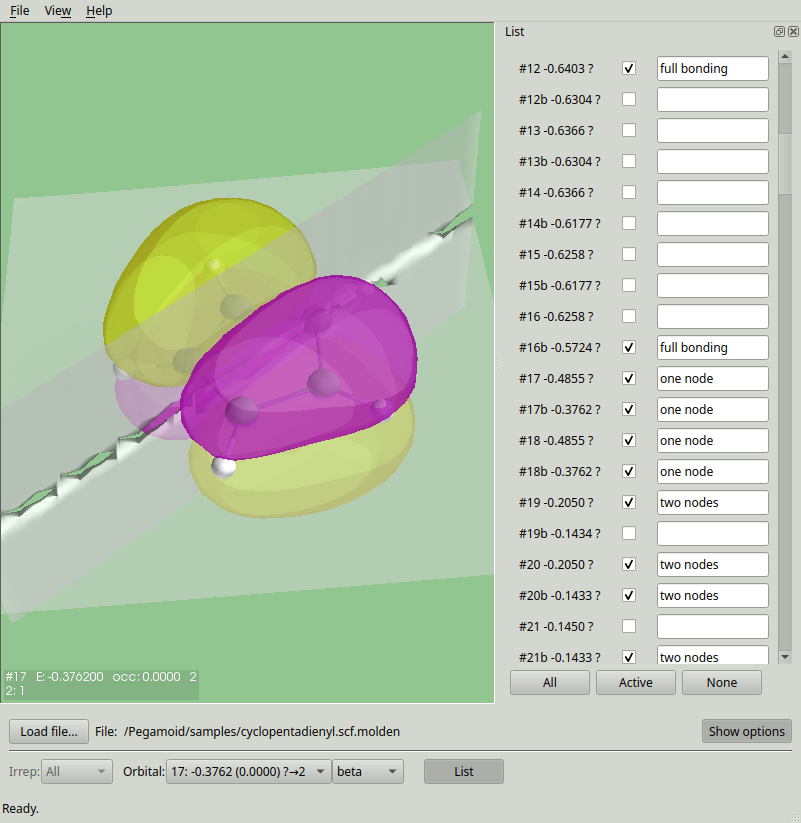 File View Help
List
#12 -0.6403 ? full bonding
#12b -0.6304 ?
#13 -0.6366 ?
#13b -0.6304 ?
#14 -0.6366 ?
#14b -0.6177 ?
#15 -0.6258 ?
#15b -0.6177 ?
#16 -0.6258 ?
#16b -0.5724 ? full bonding
#17 -0.4855 ? one node
#17b -0.3762 ? one node
#18 -0.4855 ? one node
#18b -0.3762 ? one node
#19 -0.2050 ? two nodes
#19b -0.1434 ?
#20 -0.2050 ? two nodes
#20b -0.1433 ? two nodes
#21 -0.1450 ?
#21b -0.1433 ? two nodes
All Active None
#17 E: -0.376200 occ: 0.0000 2
2: 1
Load file... File: /Pegamoid/samples/cyclopentadienyl.scf.molden Show options
Irrep: All Orbital: 17: -0.3762 (0.0000) ?→2 beta List
Ready.